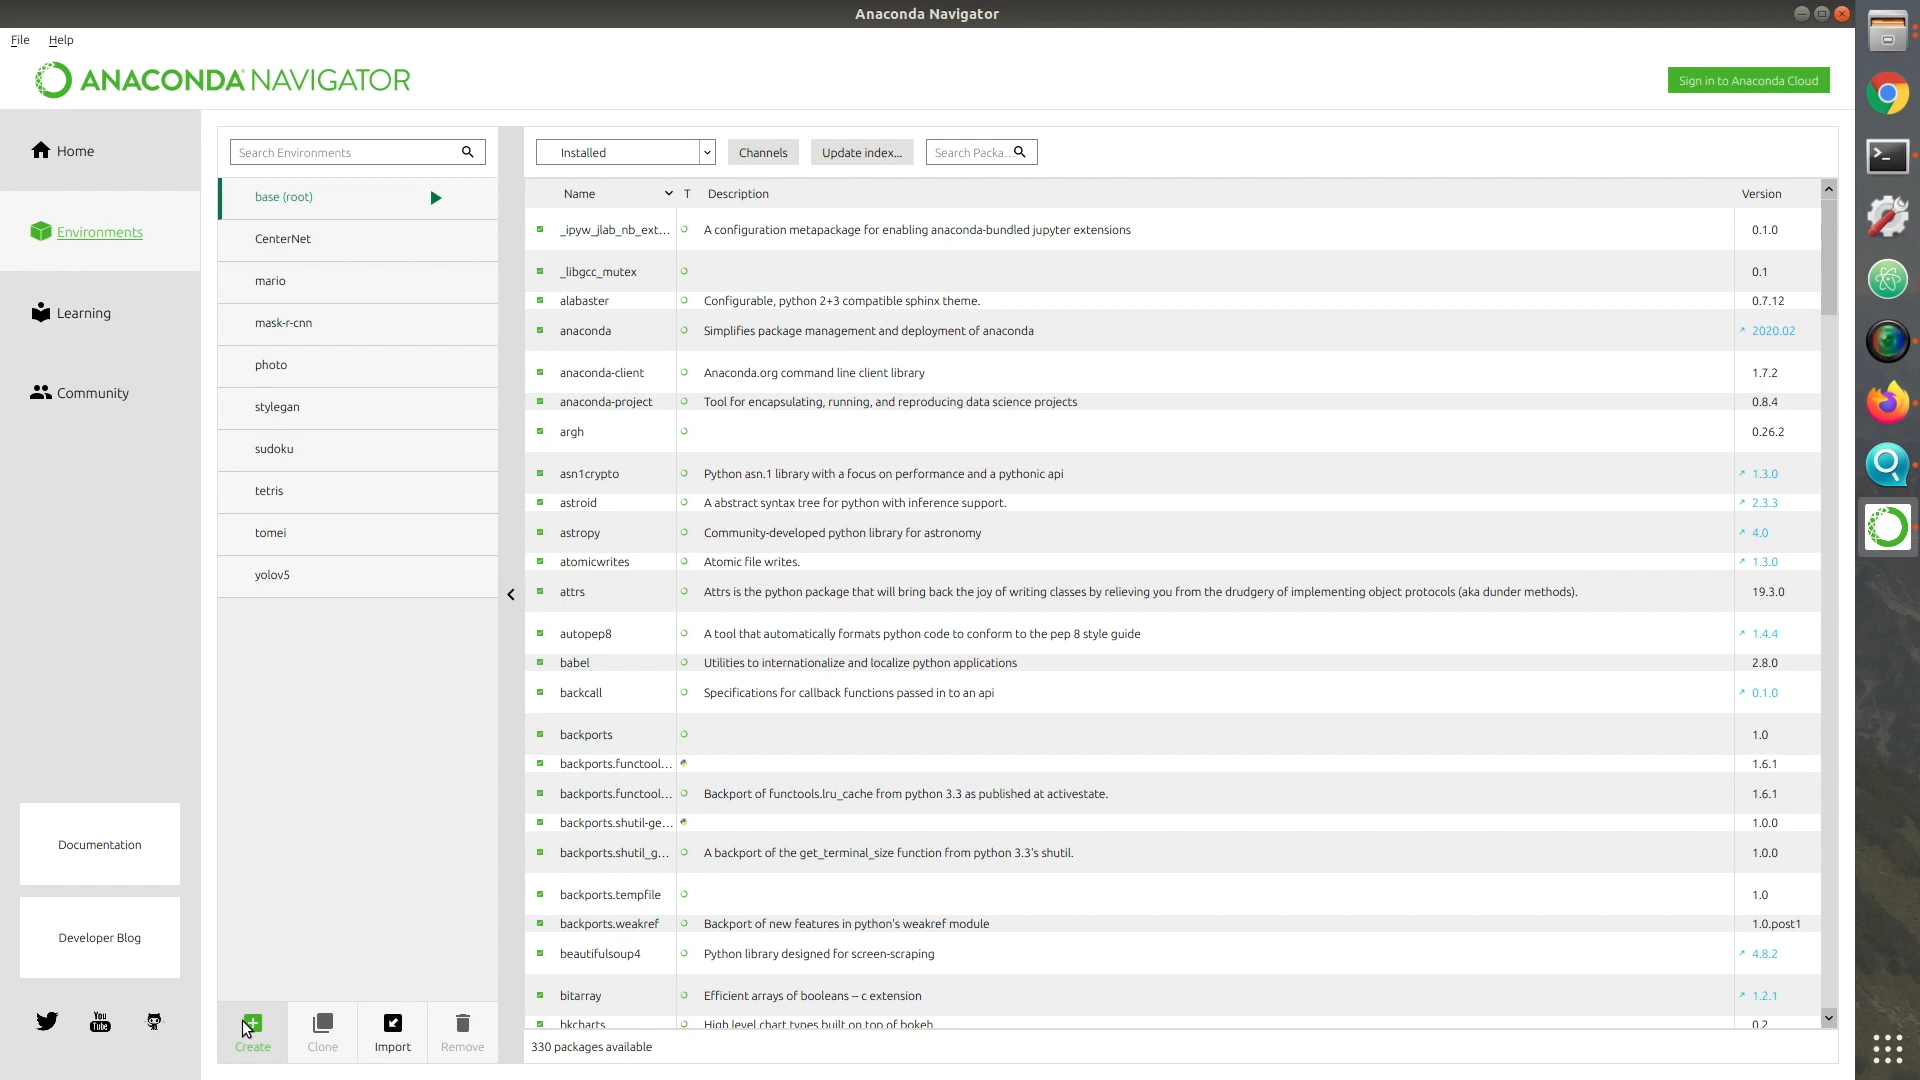 Anaconda Navigator
File Help
ANACONDA NAVIGATOR
Sign in to Anaconda Cloud
Home
Environments
Learning
Community
Documentation
Developer Blog
You
Tube
Search Environments
base (root)
CenterNet
mario
mask-r-cnn
photo
stylegan
sudoku
tetris
tomei
yolov5
Create Clone Import Remove
Installed Channels Update index... Search Packa...
Name T Description Version
_ipyw_jlab_nb_ext... A configuration metapackage for enabling anaconda-bundled jupyter extensions 0.1.0
_libgcc_mutex 0.1
alabaster Configurable, python 2+3 compatible sphinx theme. 0.7.12
anaconda Simplifies package management and deployment of anaconda 2020.02
anaconda-client Anaconda.org command line client library 1.7.2
anaconda-project Tool for encapsulating, running, and reproducing data science projects 0.8.4
argh 0.26.2
asn1crypto Python asn.1 library with a focus on performance and a pythonic api 1.3.0
astroid A abstract syntax tree for python with inference support. 2.3.3
astropy Community-developed python library for astronomy 4.0
atomicwrites Atomic file writes. 1.3.0
attrs Attrs is the python package that will bring back the joy of writing classes by relieving you from the drudgery of implementing object protocols (aka dunder methods). 19.3.0
autopep8 A tool that automatically formats python code to conform to the pep 8 style guide 1.4.4
babel Utilities to internationalize and localize python applications 2.8.0
backcall Specifications for callback functions passed in to an api 0.1.0
backports 1.0
backports.functool... 1.6.1
backports.functool... Backport of functools.lru_cache from python 3.3 as published at activestate. 1.6.1
backports.shutil-ge... 1.0.0
backports.shutil_g... A backport of the get_terminal_size function from python 3.3's shutil. 1.0.0
backports.tempfile 1.0
backports.weakref Backport of new features in python's weakref module 1.0.post1
beautifulsoup4 Python library designed for screen-scraping 4.8.2
bitarray Efficient arrays of booleans -- c extension 1.2.1
bkcharts High level chart types built on top of bokeh 0.2
330 packages available